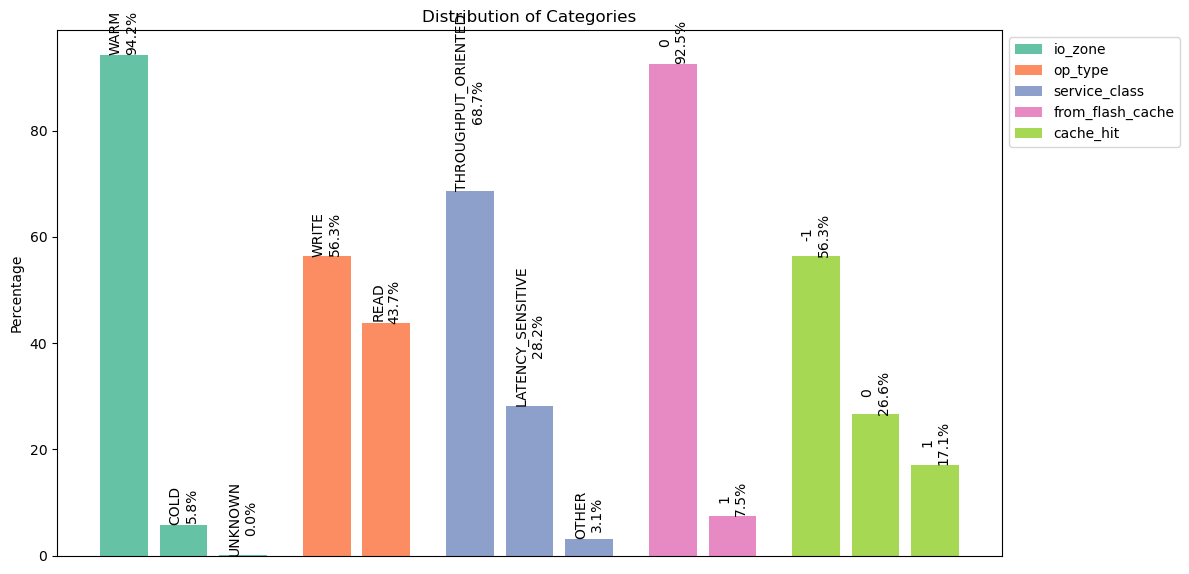 Distribution of Categories
Percentage
0
20
40
60
80
WARM
94.2%
COLD
5.8%
UNKNOWN
0.0%
WRITE
56.3%
READ
43.7%
THROUGHPUT_ORIENTED
68.7%
LATENCY_SENSITIVE
28.2%
OTHER
3.1%
0
92.5%
1
7.5%
-1
56.3%
0
26.6%
1
17.1%
io_zone
op_type
service_class
from_flash_cache
cache_hit